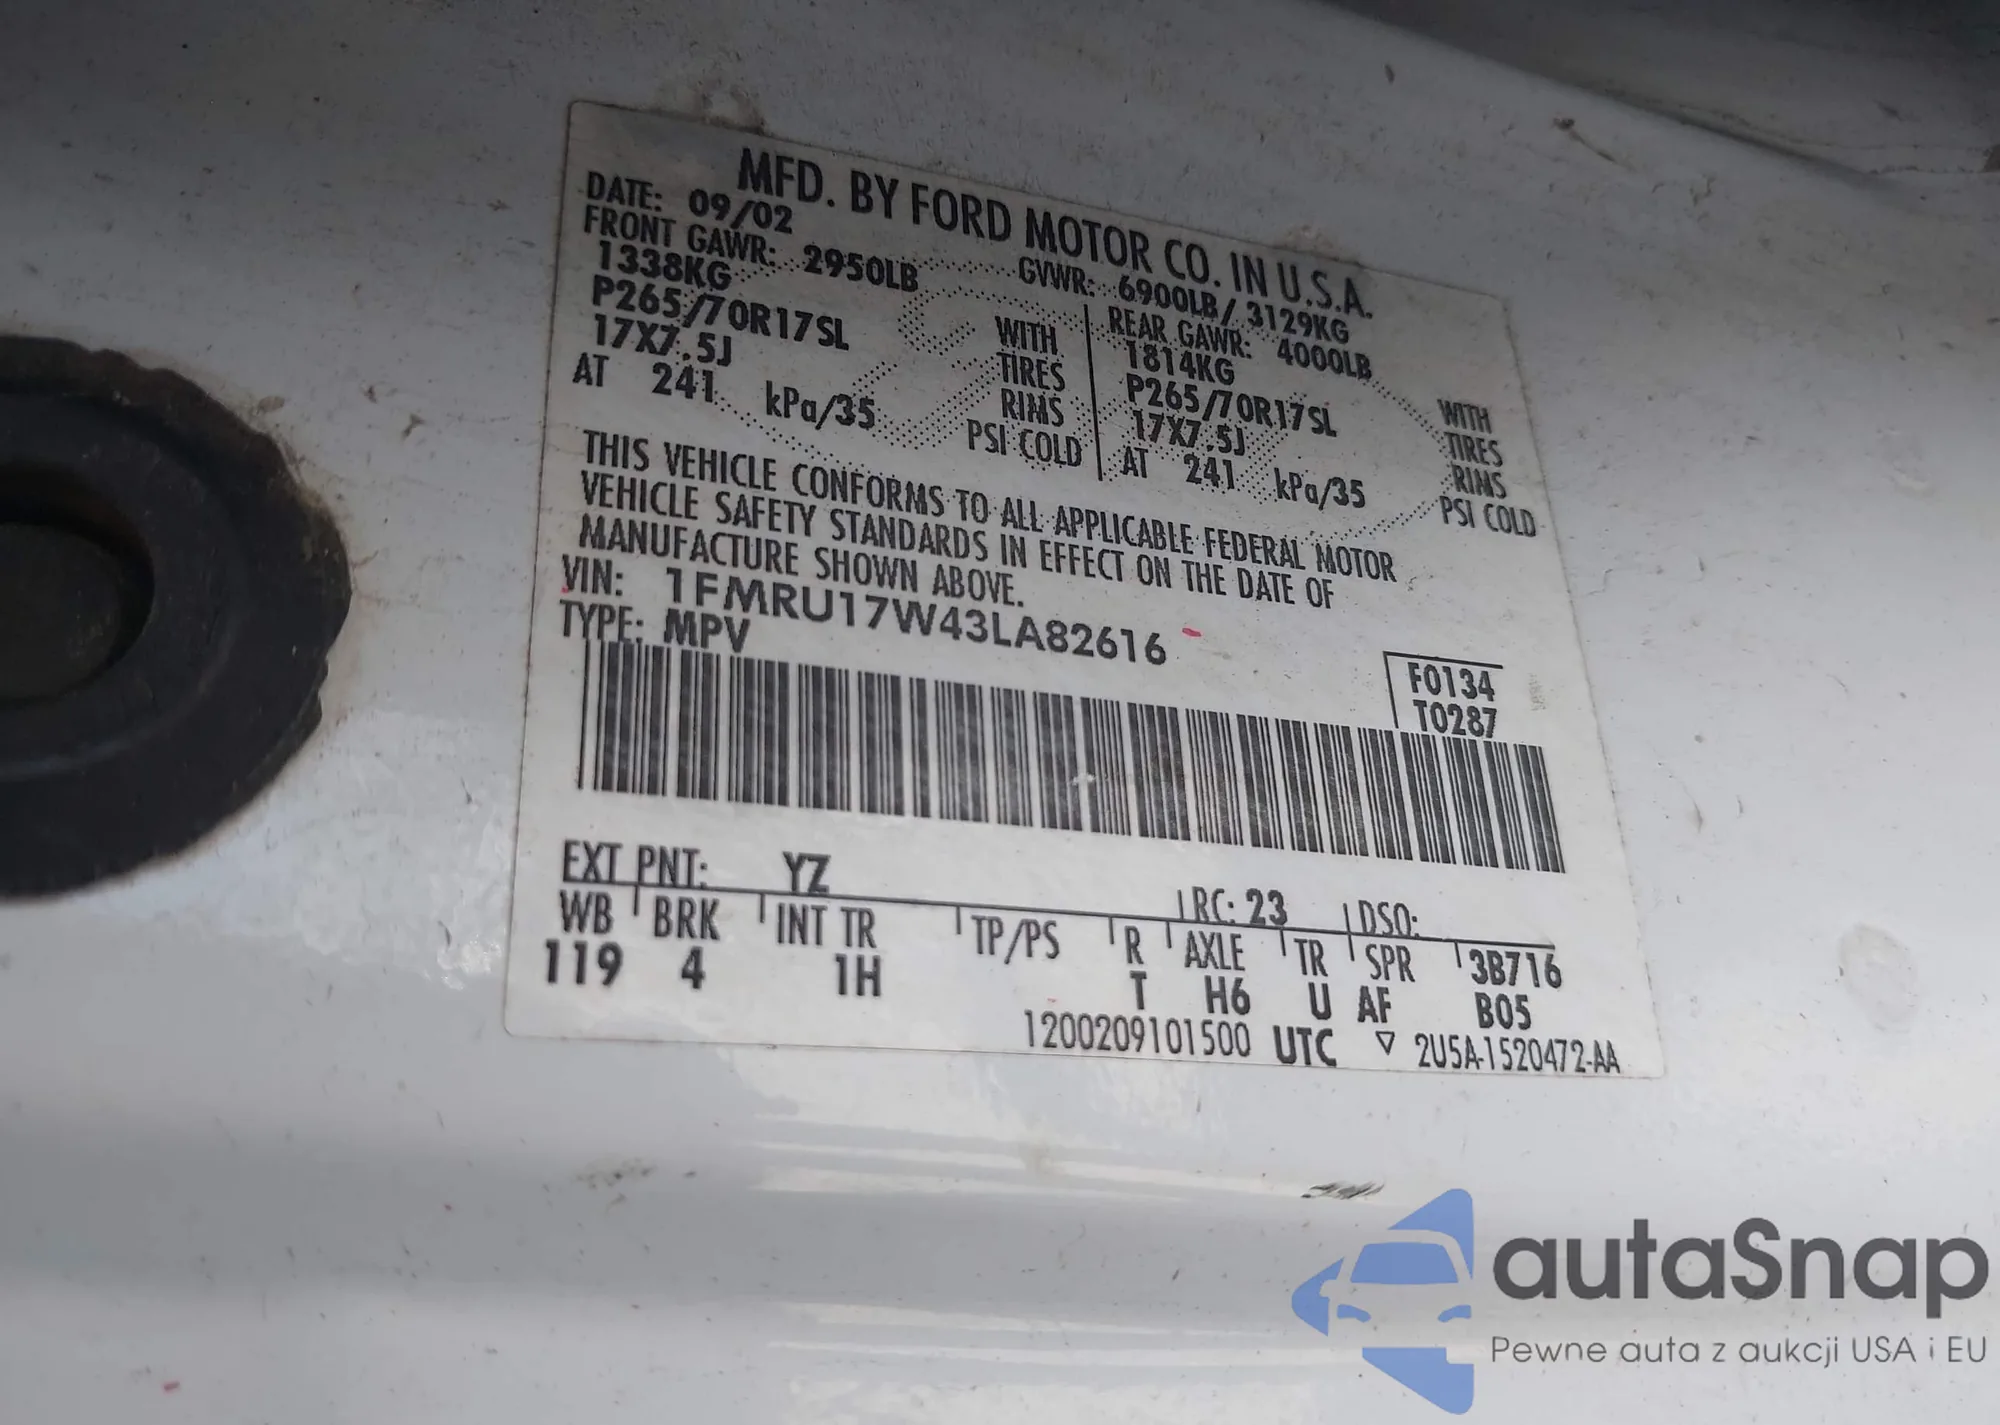 MFD. BY FORD MOTOR CO. IN U.S.A.
DATE: 09/02 GVWR: 6900LB/ 3129KG
FRONT GAWR: 2950LB REAR GAWR: 4000LB
1338KG WITH 1814KG WITH
P265/70R17SL TIRES P265/70R17SL TIRES
17X7.5J RIMS 17X7.5J RIMS
AT 241 kPa/35 PSI COLD AT 241 kPa/35 PSI COLD
THIS VEHICLE CONFORMS TO ALL APPLICABLE FEDERAL MOTOR
VEHICLE SAFETY STANDARDS IN EFFECT ON THE DATE OF
MANUFACTURE SHOWN ABOVE.
VIN: 1FMRU17W43LA82616
TYPE: MPV
F0134
T0287
EXT PNT: YZ RC: 23 DSO:
WB BRK INT TR TP/PS R AXLE TR SPR 3B716
119 4 1H T H6 U AF B05
1200209101500 UTC ▽ 2U5A-1520472-AA
autaSnap
Pewne auta z aukcji USA i EU